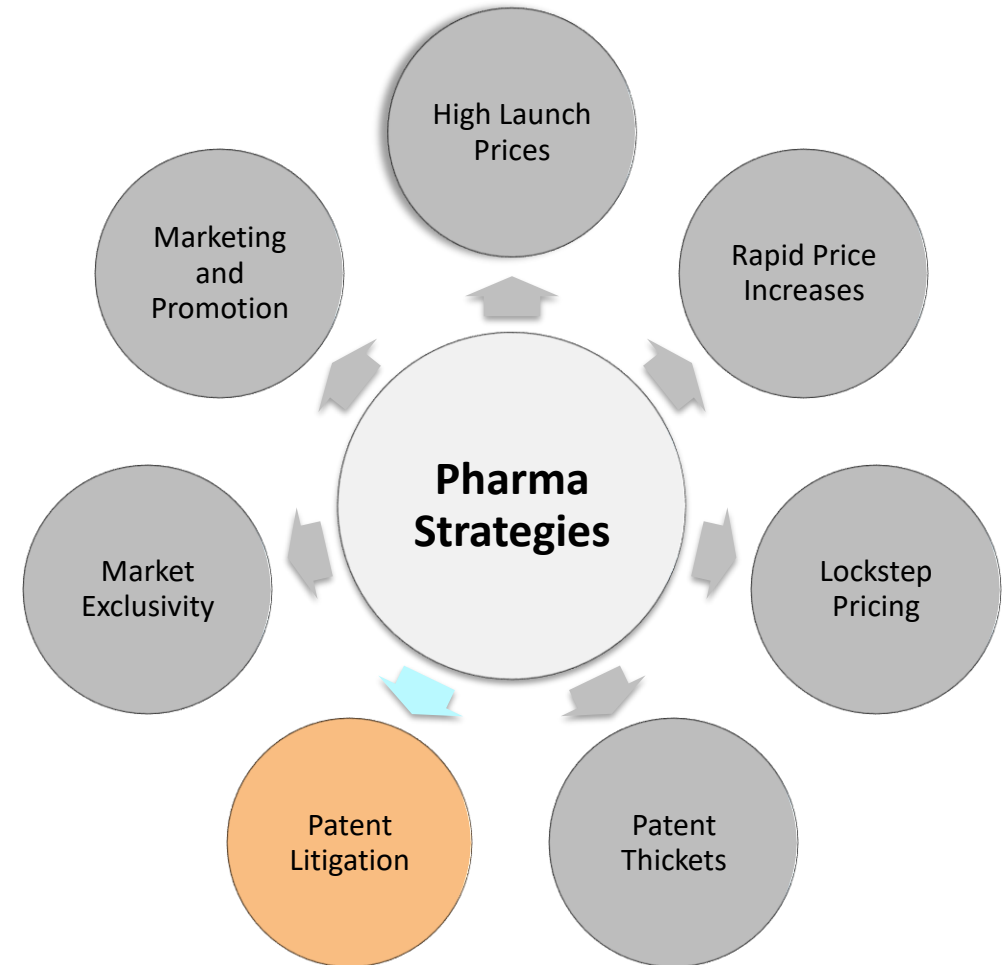 High Launch
Prices
Rapid Price
Increases
Lockstep
Pricing
Patent
Thickets
Patent
Litigation
Market
Exclusivity
Marketing
and
Promotion
Pharma
Strategies